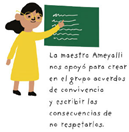 La maestra Ameyalli
nos apoyó para crear
en el grupo acuerdos
de convivencia
y escribir las
consecuencias de
no respetarlos.